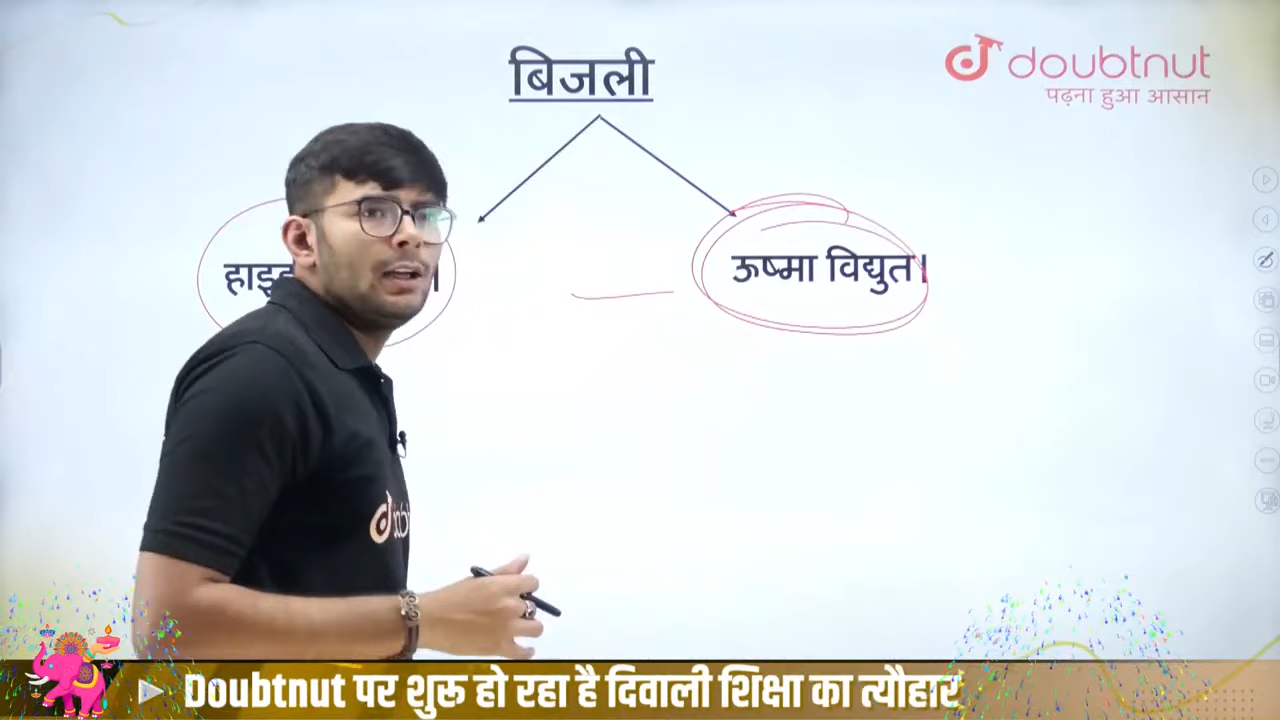 बिजली
doubtnut
पढ़ना हुआ आसान
ऊष्मा विद्युत।
Doubtnut पर शुरू हो रहा है दिवाली शिक्षा का त्यौहार